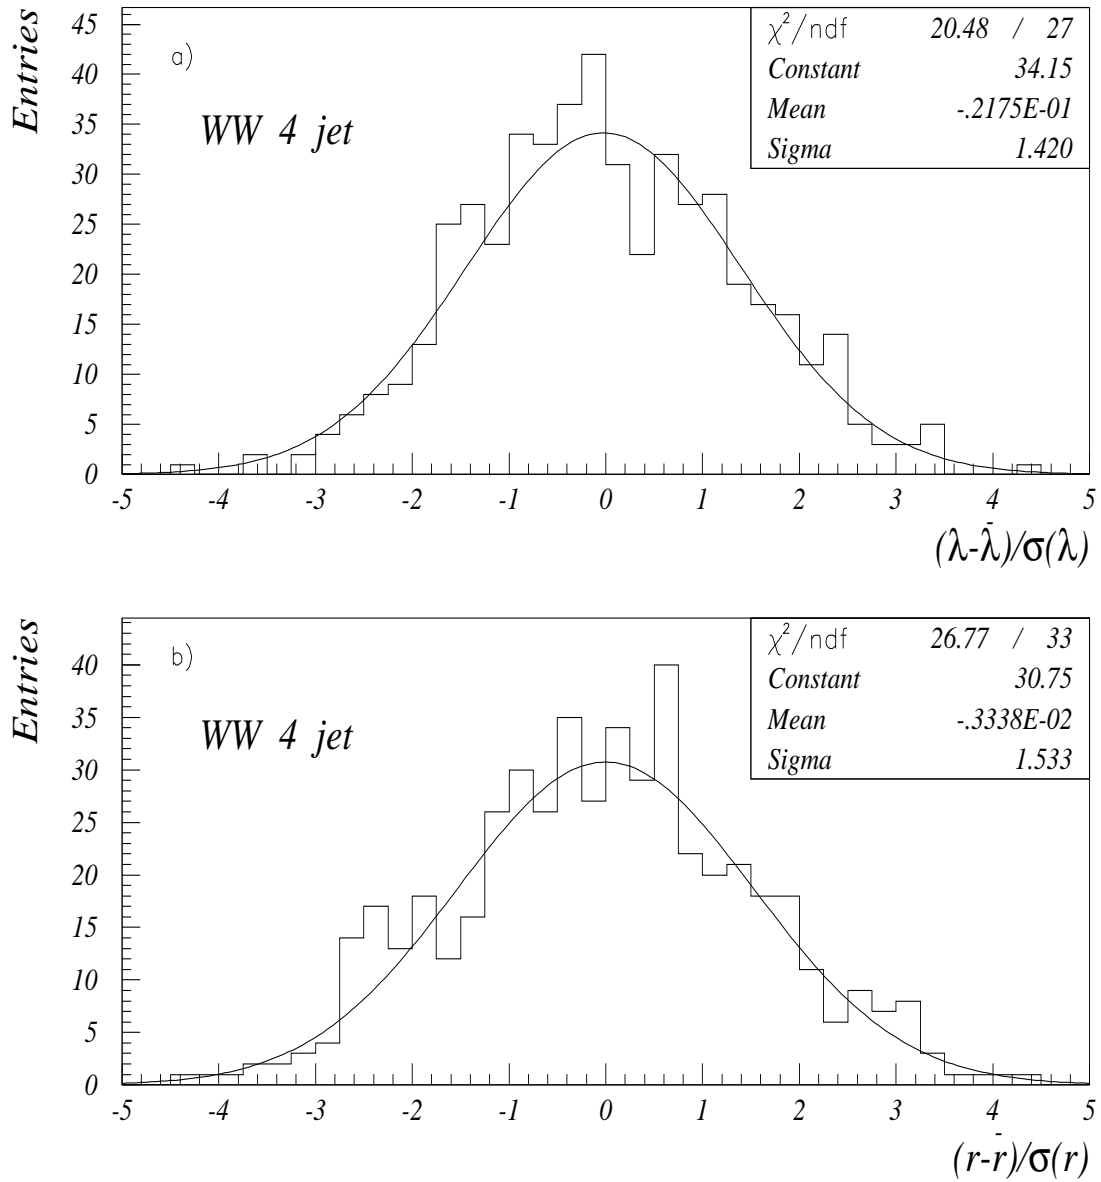 Entries
a)
WW 4 jet
χ²/ndf 20.48 / 27
Constant 34.15
Mean -.2175E-01
Sigma 1.420
45
40
35
30
25
20
15
10
5
0
-5 -4 -3 -2 -1 0 1 2 3 4 5
(λ-λ̄)/σ(λ)
Entries
b)
WW 4 jet
χ²/ndf 26.77 / 33
Constant 30.75
Mean -.3338E-02
Sigma 1.533
40
35
30
25
20
15
10
5
0
-5 -4 -3 -2 -1 0 1 2 3 4 5
(r-r̄)/σ(r)